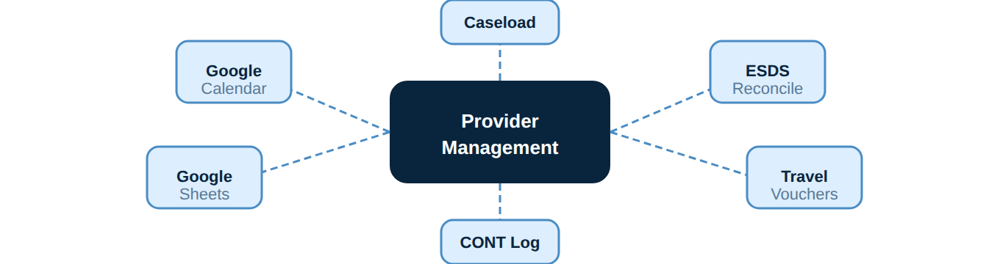 Caseload
Google
Calendar
ESDS
Reconcile
Provider
Management
Google
Sheets
Travel
Vouchers
CONT Log